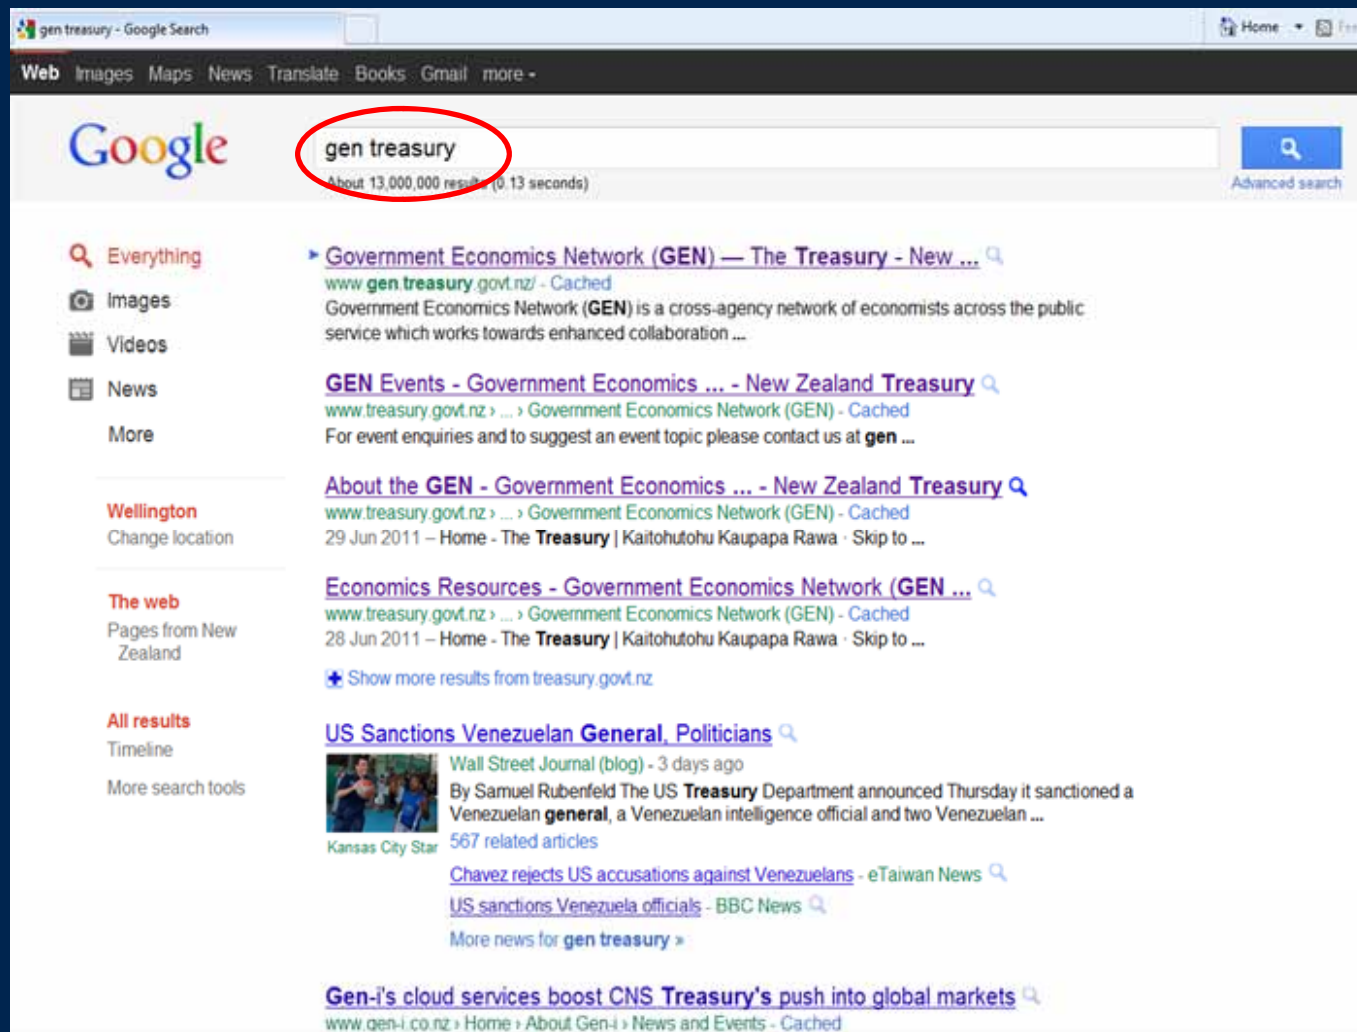 gen treasury - Google Search
Home
Web Images Maps News Translate Books Gmail more
Google
gen treasury
About 13,000,000 results (0.13 seconds)
Advanced search
Everything
Images
Videos
News
More
Wellington
Change location
The web
Pages from New
Zealand
All results
Timeline
More search tools
Government Economics Network (GEN) — The Treasury - New ...
www.gen.treasury.govt.nz/ - Cached
Government Economics Network (GEN) is a cross-agency network of economists across the public
service which works towards enhanced collaboration ...
GEN Events - Government Economics ... - New Zealand Treasury
www.treasury.govt.nz › ... › Government Economics Network (GEN) - Cached
For event enquiries and to suggest an event topic please contact us at gen ...
About the GEN - Government Economics ... - New Zealand Treasury
www.treasury.govt.nz › ... › Government Economics Network (GEN) - Cached
29 Jun 2011 – Home - The Treasury | Kaitohutohu Kaupapa Rawa · Skip to ...
Economics Resources - Government Economics Network (GEN ...
www.treasury.govt.nz › ... › Government Economics Network (GEN) - Cached
28 Jun 2011 – Home - The Treasury | Kaitohutohu Kaupapa Rawa · Skip to ...
Show more results from treasury.govt.nz
US Sanctions Venezuelan General, Politicians
Wall Street Journal (blog) - 3 days ago
By Samuel Rubenfeld The US Treasury Department announced Thursday it sanctioned a
Venezuelan general, a Venezuelan intelligence official and two Venezuelan ...
Kansas City Star
567 related articles
Chavez rejects US accusations against Venezuelans - eTaiwan News
US sanctions Venezuela officials - BBC News
More news for gen treasury »
Gen-i's cloud services boost CNS Treasury's push into global markets
www.gen-i.co.nz › Home › About Gen-i › News and Events - Cached